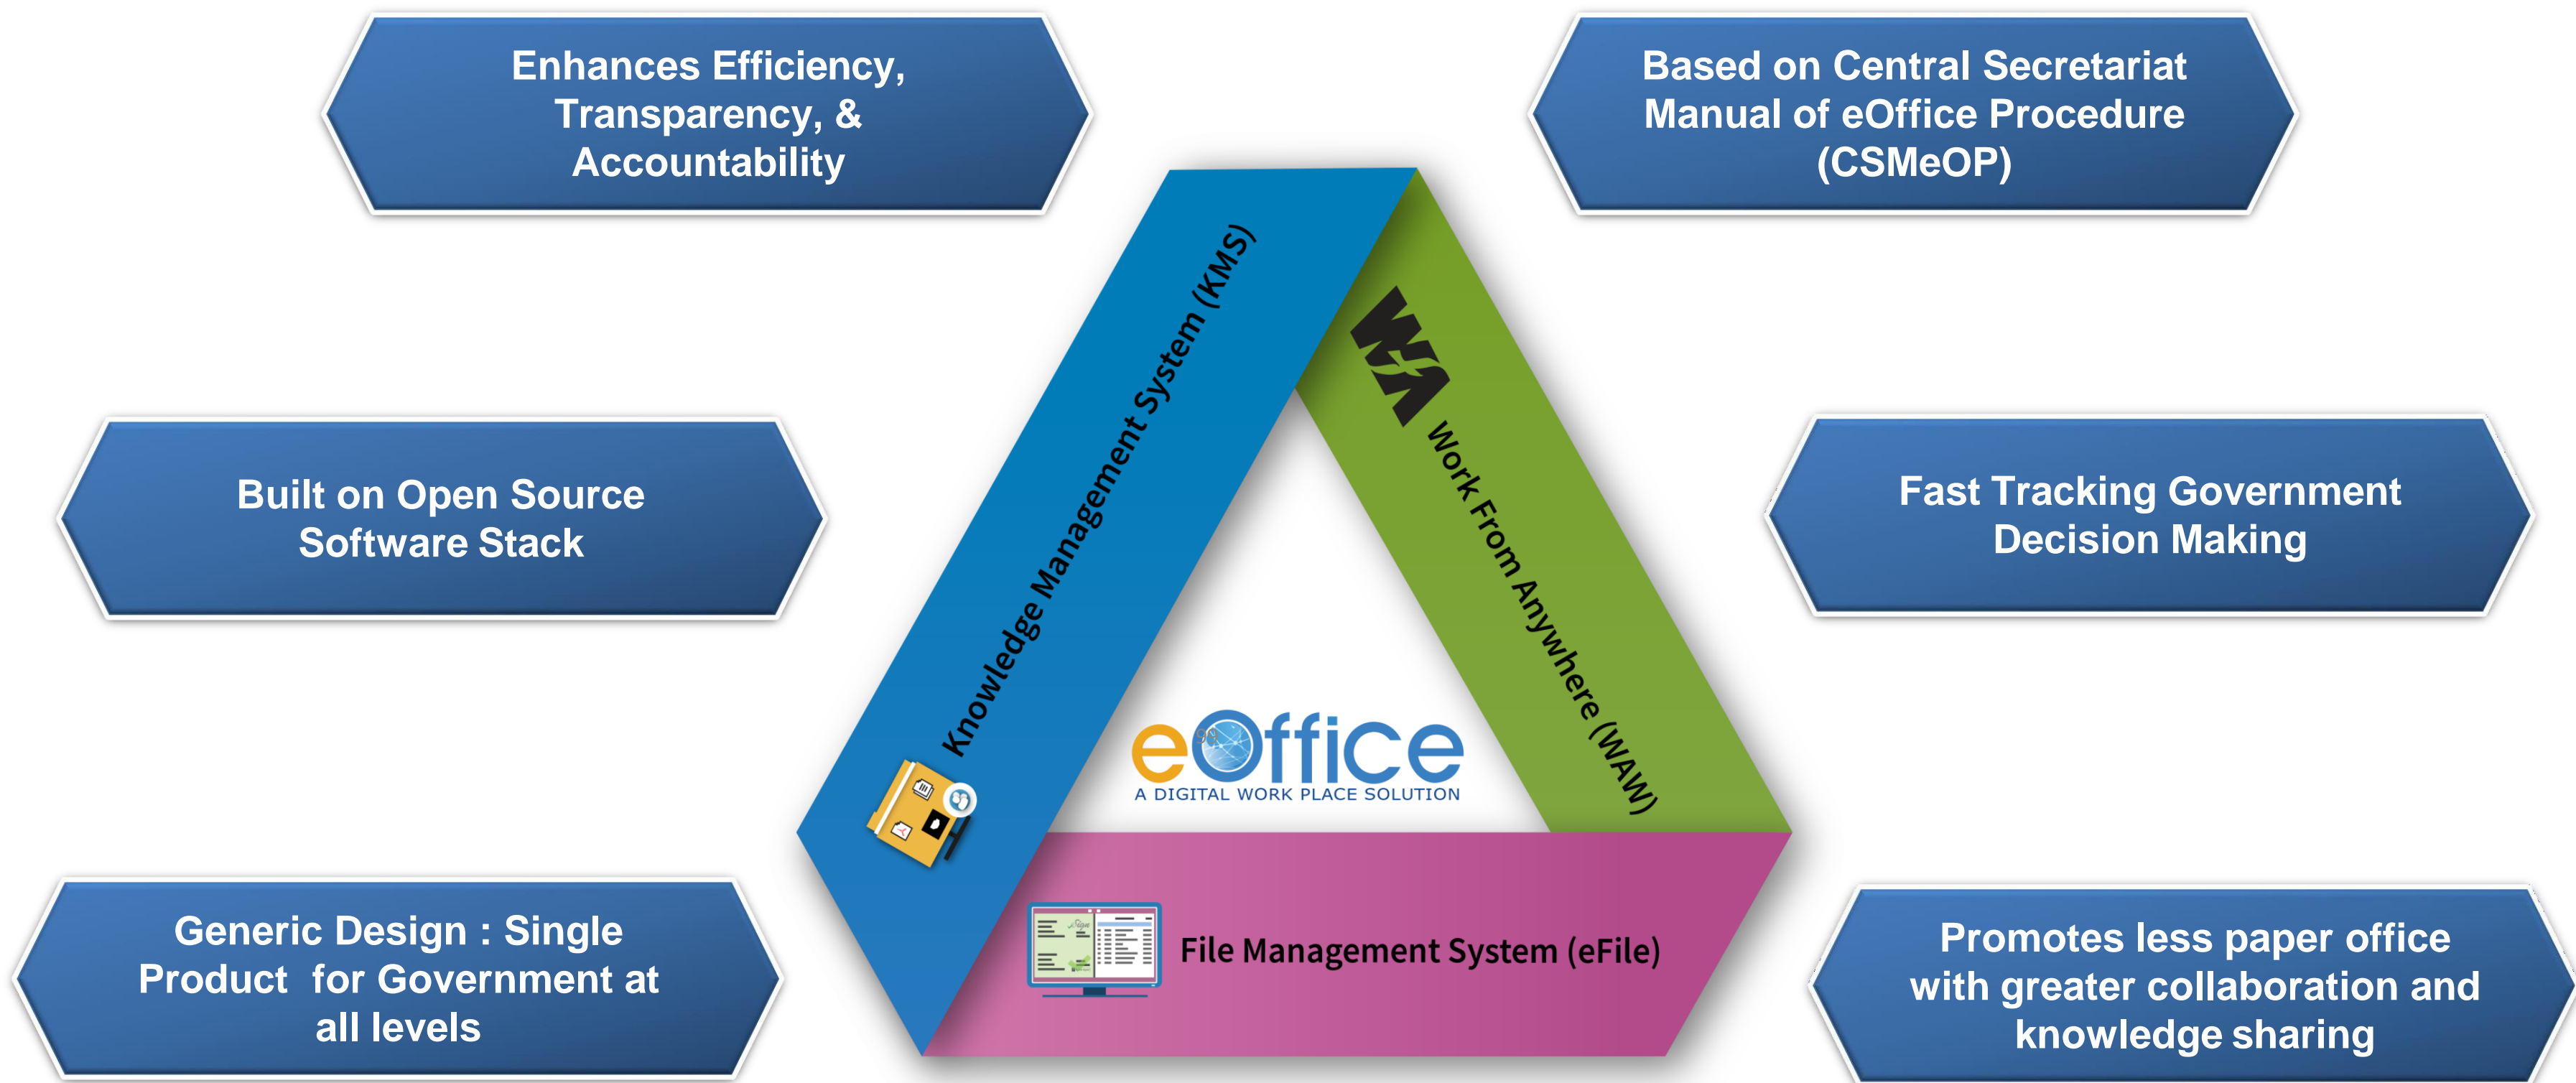 Enhances Efficiency,
Transparency, &
Accountability
Based on Central Secretariat
Manual of eOffice Procedure
(CSMeOP)
Built on Open Source
Software Stack
Fast Tracking Government
Decision Making
Generic Design : Single
Product for Government at
all levels
Promotes less paper office
with greater collaboration and
knowledge sharing
Knowledge Management System (KMS)
Work From Anywhere (WAW)
eOffice
A DIGITAL WORK PLACE SOLUTION
File Management System (eFile)